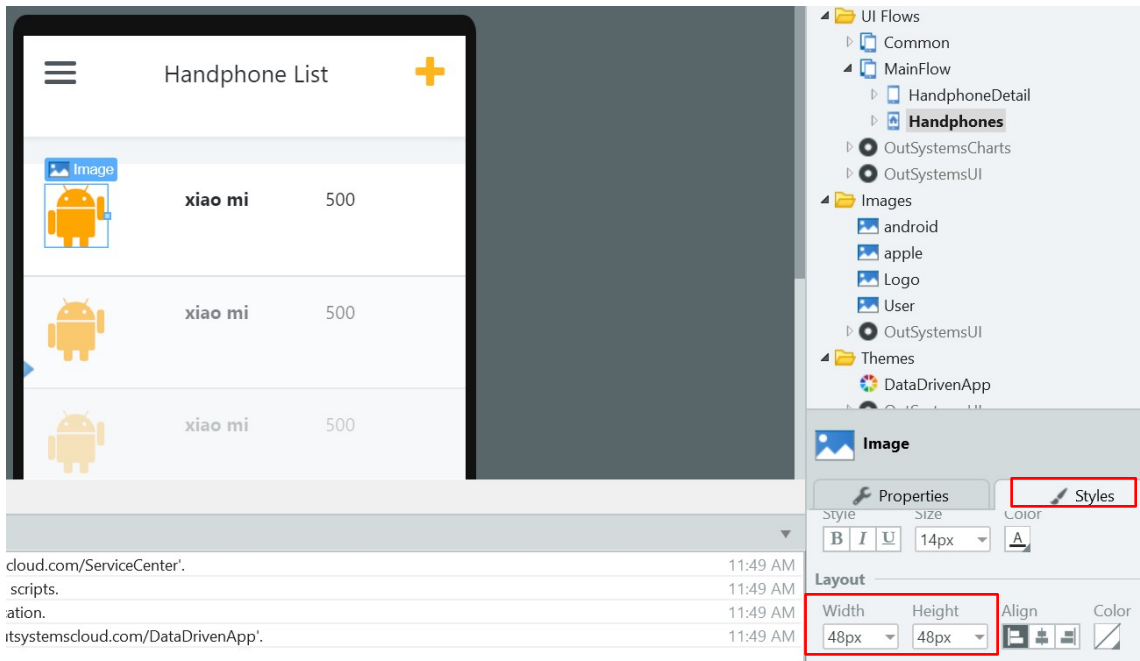 Handphone List
Image
xiao mi 500
xiao mi 500
xiao mi 500
cloud.com/ServiceCenter'. 11:49 AM
scripts. 11:49 AM
ation. 11:49 AM
tsystemscloud.com/DataDrivenApp'. 11:49 AM
UI Flows
Common
MainFlow
HandphoneDetail
Handphones
OutSystemsCharts
OutSystemsUI
Images
android
apple
Logo
User
OutSystemsUI
Themes
DataDrivenApp
Image
Properties Styles
Style Size Color
B I U 14px A
Layout
Width Height Align Color
48px 48px